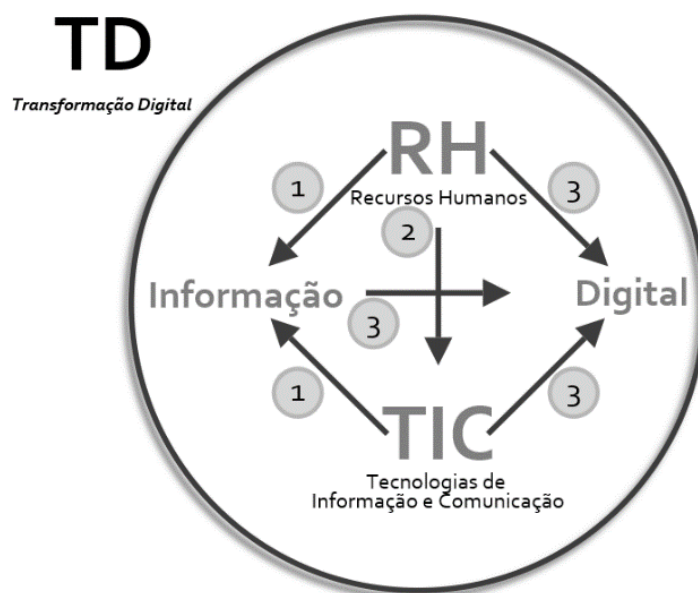 TD
Transformação Digital
RH
1
3
Recursos Humanos
2
Informação
Digital
3
1
3
TIC
Tecnologias de
Informação e Comunicação